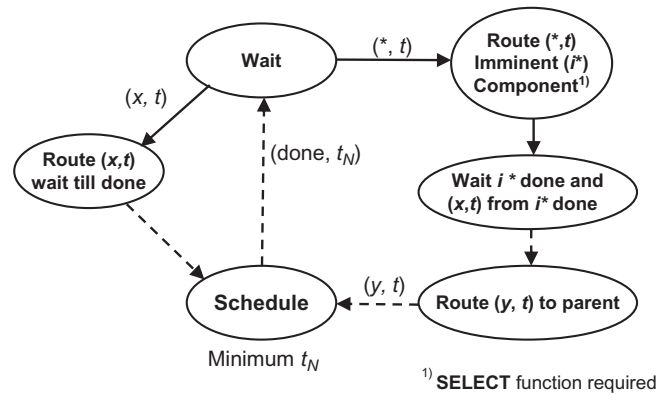 Wait
(*, t)
Route (*,t)
Imminent (i*)
Component1)
(x, t)
Route (x,t)
wait till done
(done, tN)
Wait i * done and
(x,t) from i* done
Schedule
(y, t)
Route (y, t) to parent
Minimum tN
1) SELECT function required